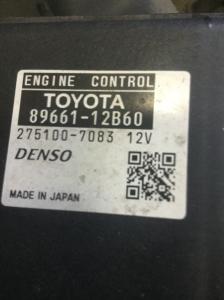 ENGINE CONTROL
TOYOTA
89661-12B60
275100-7083 12V
DENSO
MADE IN JAPAN